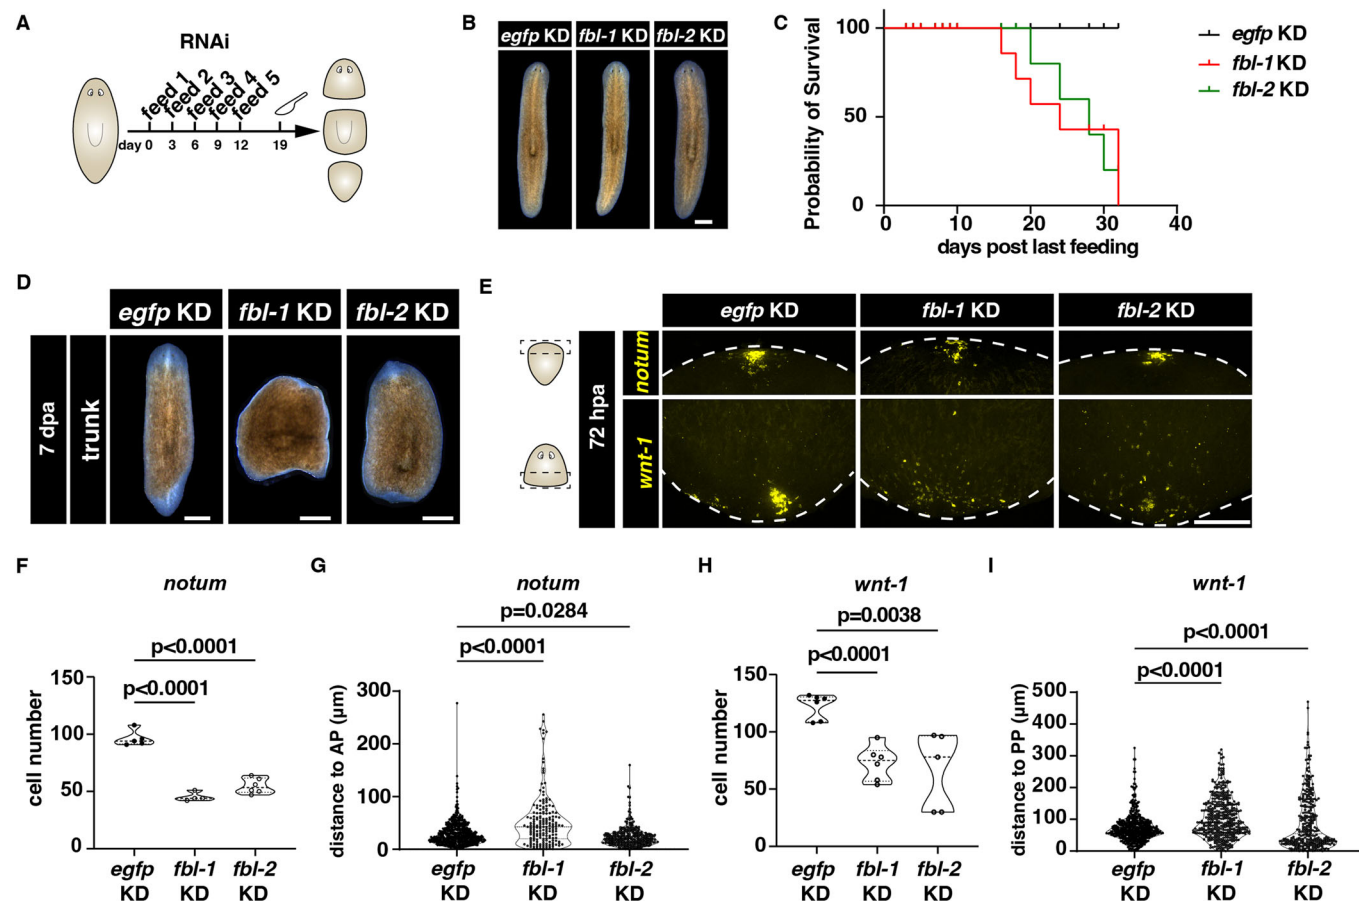 A
RNAi
feed 1
feed 2
feed 3
feed 4
feed 5
day 0 3 6 9 12 19
B
egfp KD fbl-1 KD fbl-2 KD
C
Probability of Survival
100
50
0
0 10 20 30 40
days post last feeding
egfp KD
fbl-1 KD
fbl-2 KD
D
egfp KD fbl-1 KD fbl-2 KD
7 dpa
trunk
E
egfp KD fbl-1 KD fbl-2 KD
72 hpa
notum
wnt-1
F
notum
p<0.0001
p<0.0001
cell number
150
100
50
0
egfp KD
fbl-1 KD
fbl-2 KD
G
notum
p=0.0284
p<0.0001
distance to AP (µm)
300
200
100
0
egfp KD
fbl-1 KD
fbl-2 KD
H
wnt-1
p=0.0038
p<0.0001
cell number
150
100
50
0
egfp KD
fbl-1 KD
fbl-2 KD
I
wnt-1
p<0.0001
p<0.0001
distance to PP (µm)
500
400
300
200
100
0
egfp KD
fbl-1 KD
fbl-2 KD